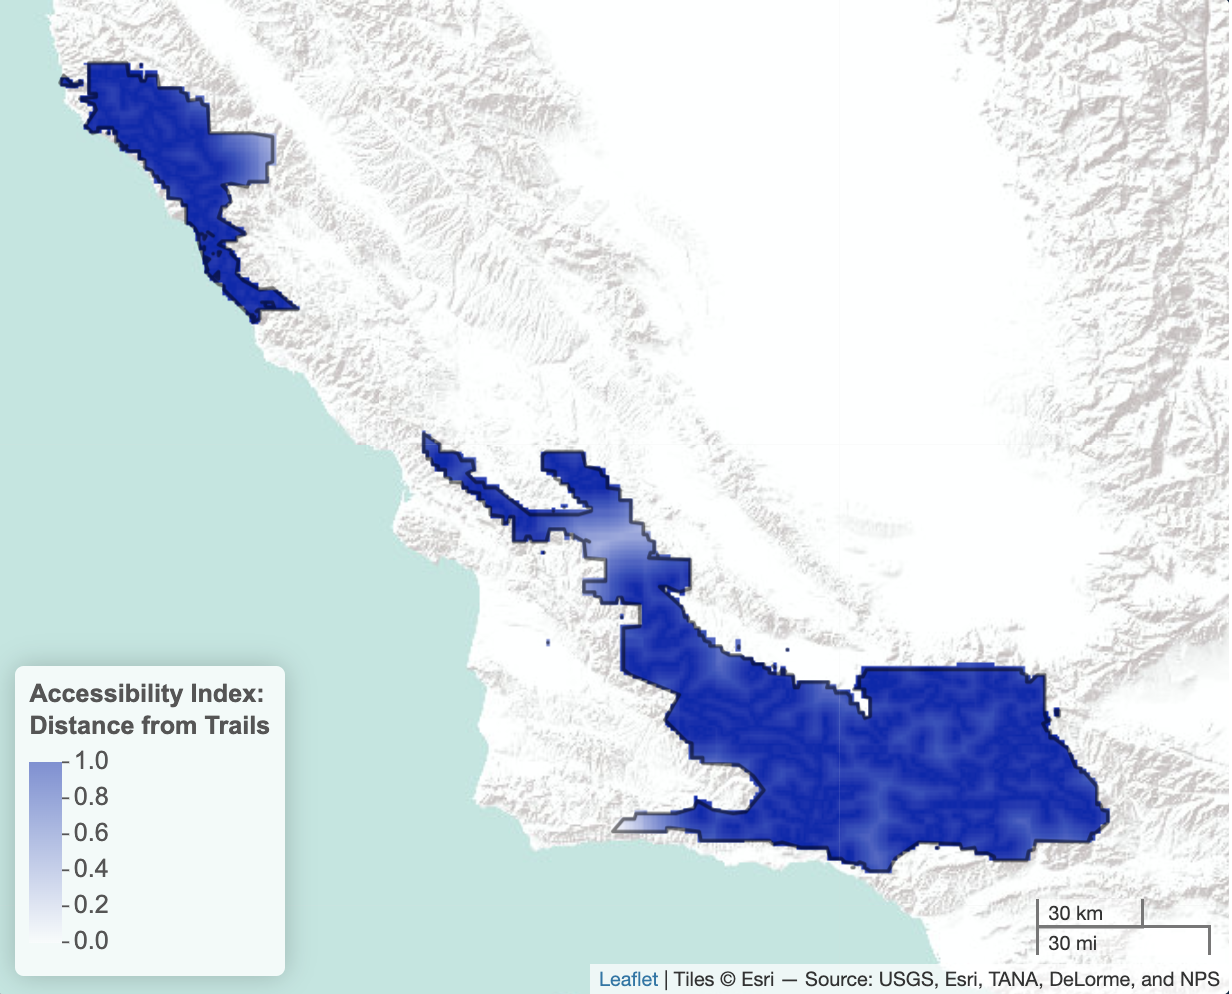 Accessibility Index:
Distance from Trails
1.0
0.8
0.6
0.4
0.2
0.0
30 km
30 mi
Leaflet | Tiles © Esri — Source: USGS, Esri, TANA, DeLorme, and NPS